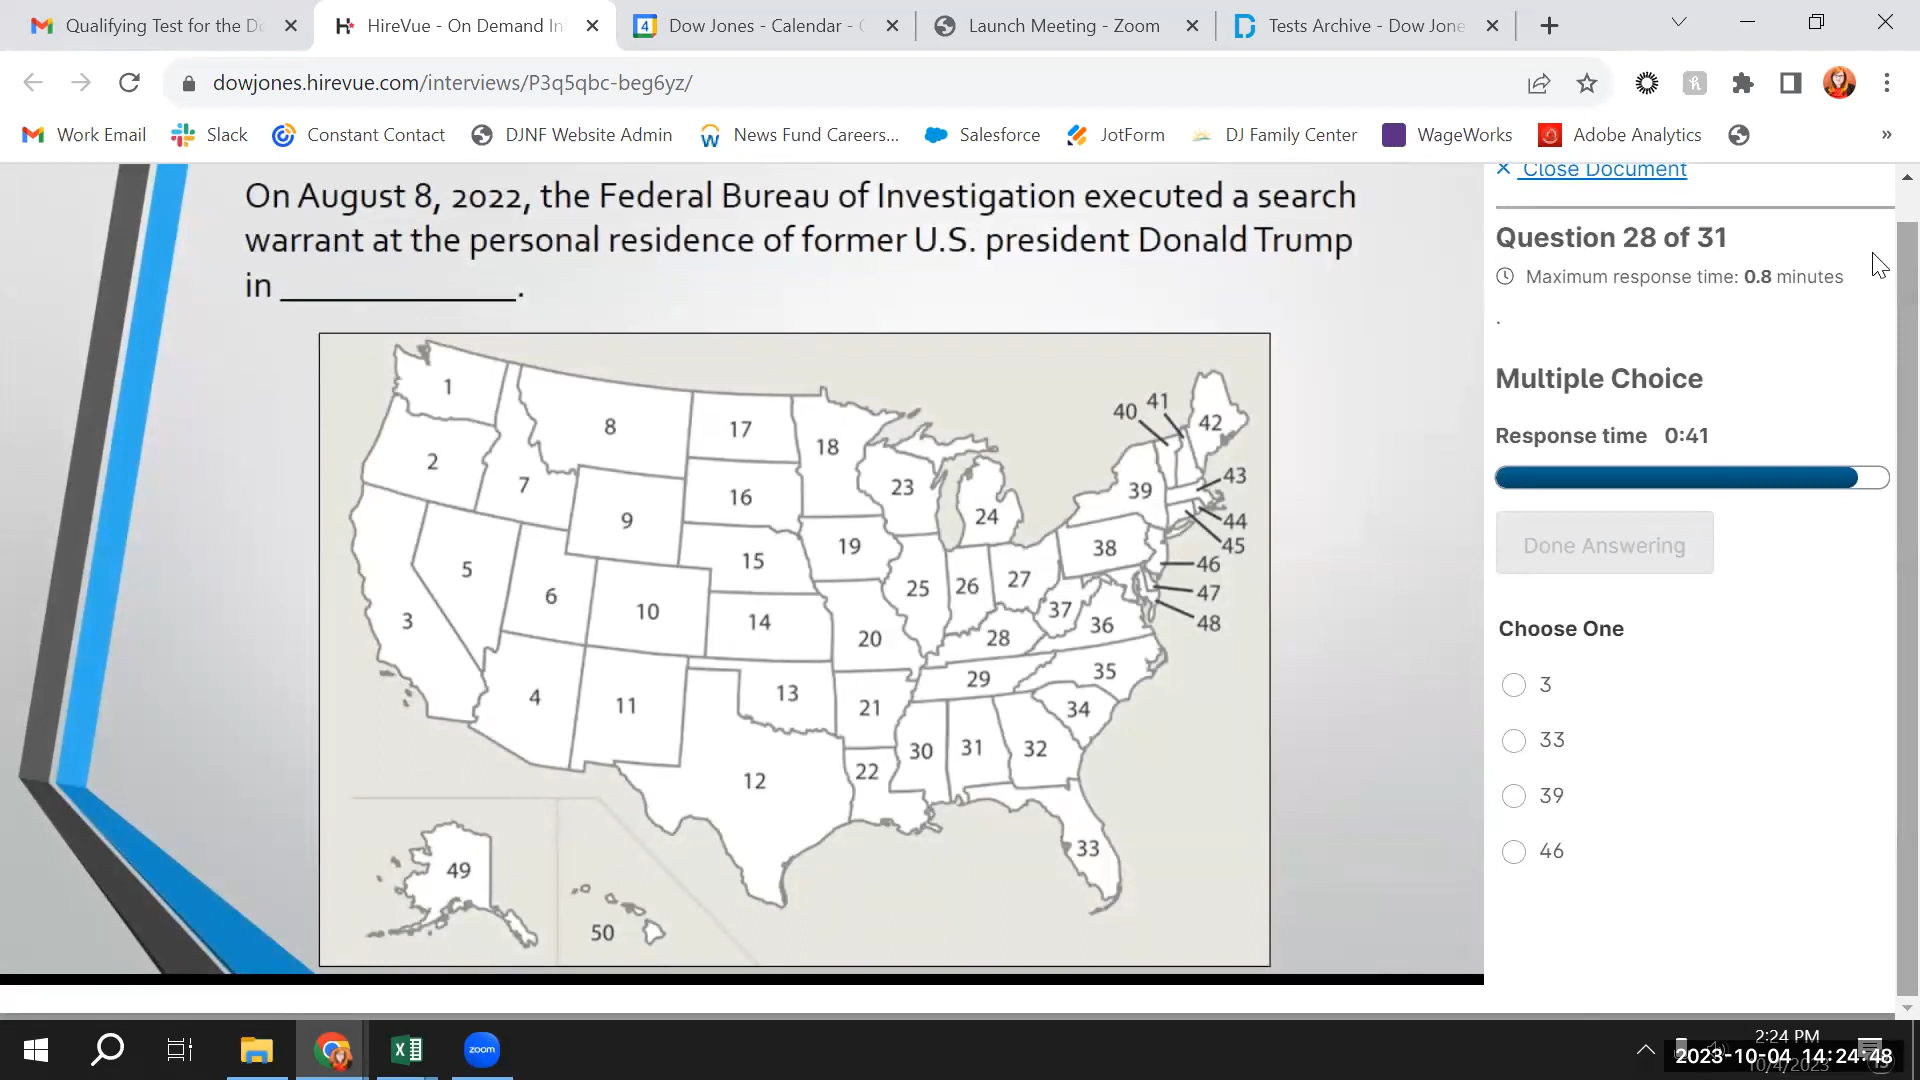 Qualifying Test for the D
HireVue - On Demand In
4
Dow Jones - Calendar -
Launch Meeting - Zoom
Tests Archive - Dow Jone
dowjones.hirevue.com/interviews/P3q5qbc-beg6yz/
Work Email
Slack
Constant Contact
DJNF Website Admin
News Fund Careers...
Salesforce
JotForm
DJ Family Center
WageWorks
Adobe Analytics
»
On August 8, 2022, the Federal Bureau of Investigation executed a search
warrant at the personal residence of former U.S. president Donald Trump
in ______________.
1
2
3
4
5
6
7
8
9
10
11
12
13
14
15
16
17
18
19
20
21
22
23
24
25
26
27
28
29
30
31
32
33
34
35
36
37
38
39
40
41
42
43
44
45
46
47
48
49
50
× Close Document
Question 28 of 31
Maximum response time: 0.8 minutes
.
Multiple Choice
Response time 0:41
Done Answering
Choose One
3
33
39
46
zoom
2:24 PM
2023-10-04 14:24:48
10/4/2023